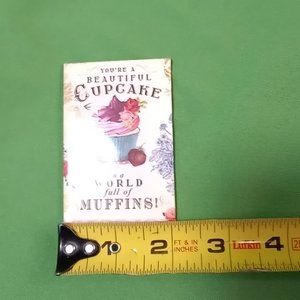 YOU'RE A
BEAUTIFUL
CUPCAKE
in a
WORLD
full of
MUFFINS!
1 2 FT & IN INCHES 3 Lufkin 4